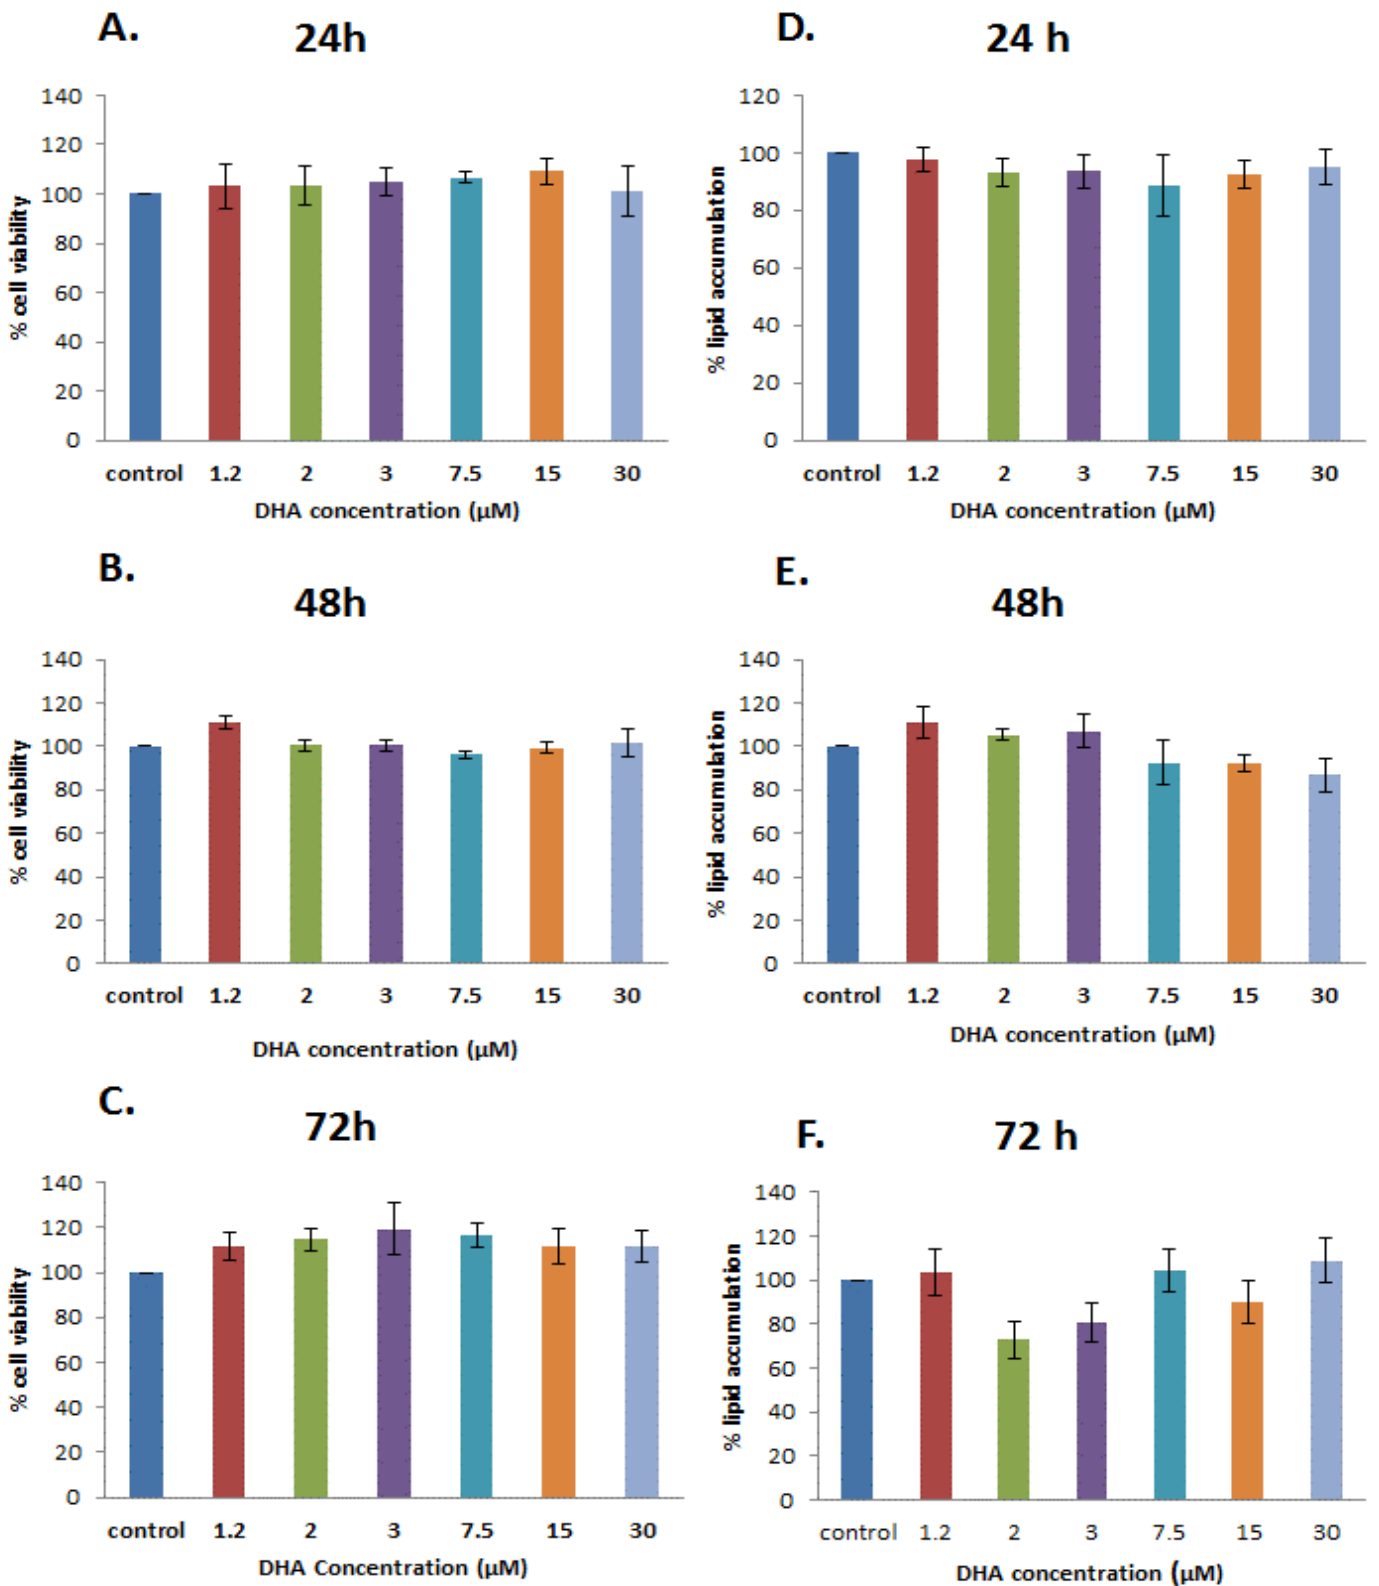 A.
24h
% cell viability
140
120
100
80
60
40
20
0
control 1.2 2 3 7.5 15 30
DHA concentration (µM)
D.
24 h
% lipid accumulation
120
100
80
60
40
20
0
control 1.2 2 3 7.5 15 30
DHA concentration (µM)
B.
48h
% cell viability
140
120
100
80
60
40
20
0
control 1.2 2 3 7.5 15 30
DHA concentration (µM)
E.
48h
% lipid accumulation
140
120
100
80
60
40
20
0
control 1.2 2 3 7.5 15 30
DHA concentration (µM)
C.
72h
% cell viability
140
120
100
80
60
40
20
0
control 1.2 2 3 7.5 15 30
DHA Concentration (µM)
F.
72 h
% lipid accumulation
140
120
100
80
60
40
20
0
control 1.2 2 3 7.5 15 30
DHA concentration (µM)